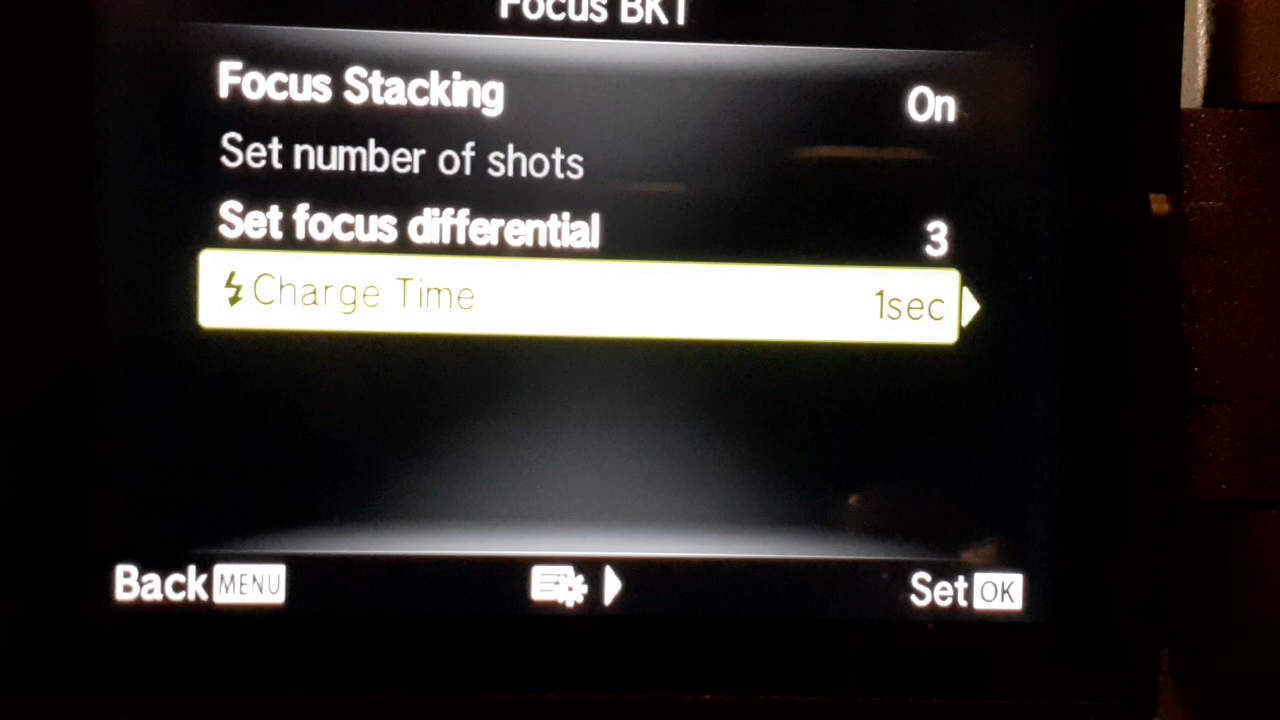 Focus BKT
Focus Stacking On
Set number of shots
Set focus differential 3
Charge Time 1sec
Back MENU Set OK